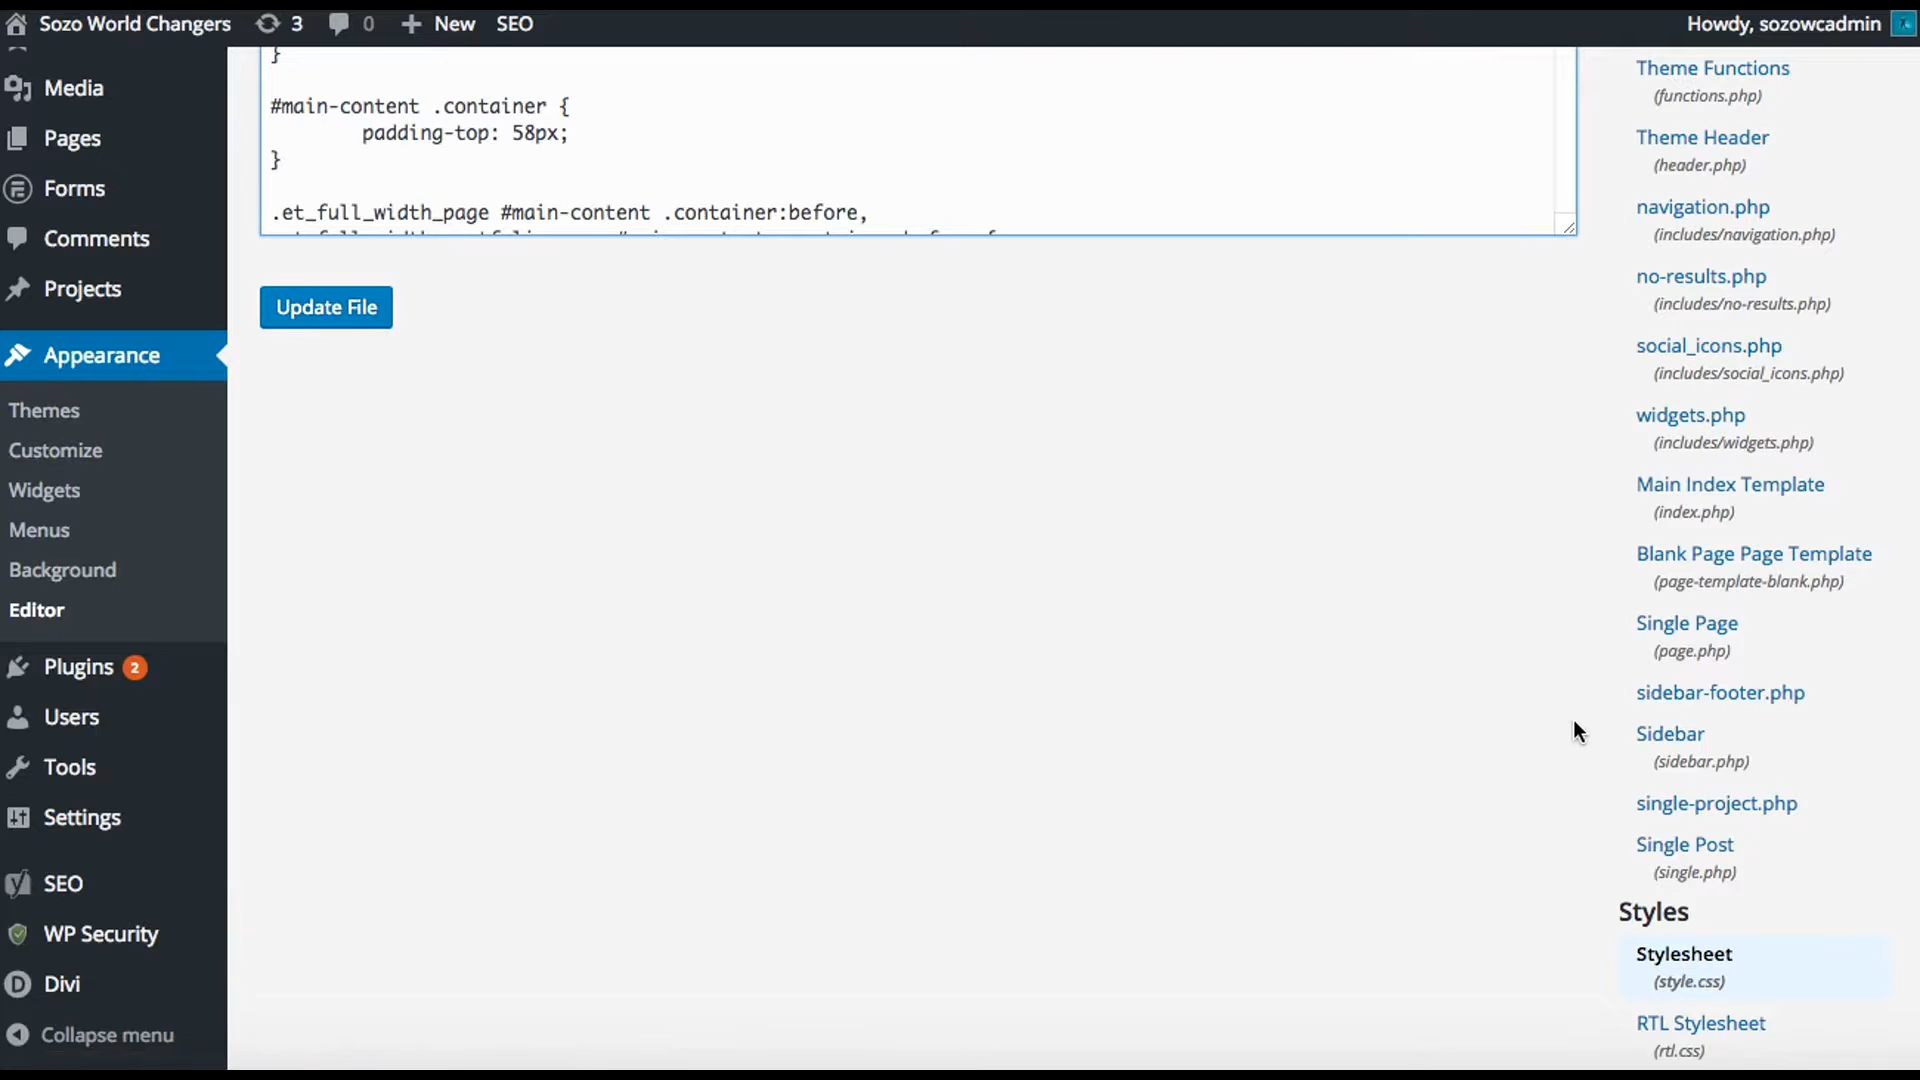 Sozo World Changers 3 0 + New SEO Howdy, sozowcadmin
Media
Pages
Forms
Comments
Projects
Appearance
Themes
Customize
Widgets
Menus
Background
Editor
Plugins 2
Users
Tools
Settings
SEO
WP Security
Divi
Collapse menu
}
#main-content .container {
padding-top: 58px;
}
.et_full_width_page #main-content .container:before,
Update File
Theme Functions
(functions.php)
Theme Header
(header.php)
navigation.php
(includes/navigation.php)
no-results.php
(includes/no-results.php)
social_icons.php
(includes/social_icons.php)
widgets.php
(includes/widgets.php)
Main Index Template
(index.php)
Blank Page Page Template
(page-template-blank.php)
Single Page
(page.php)
sidebar-footer.php
Sidebar
(sidebar.php)
single-project.php
Single Post
(single.php)
Styles
Stylesheet
(style.css)
RTL Stylesheet
(rtl.css)